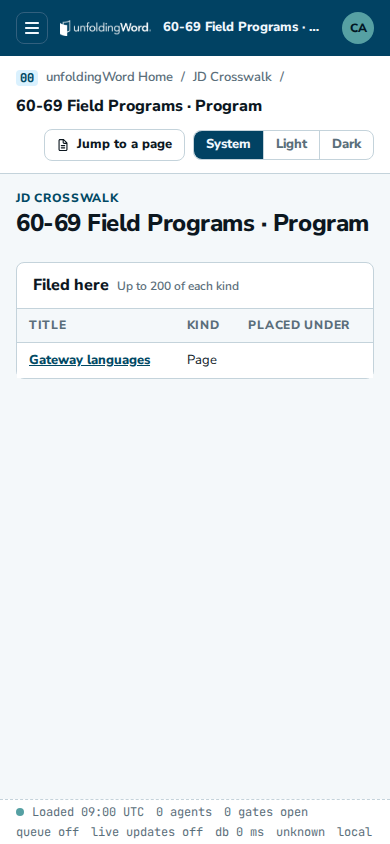 unfoldingWord. 60-69 Field Programs · ... CA
00 unfoldingWord Home / JD Crosswalk /
60-69 Field Programs · Program
Jump to a page System Light Dark
JD CROSSWALK
60-69 Field Programs · Program
Filed here Up to 200 of each kind
TITLE KIND PLACED UNDER
Gateway languages Page
Loaded 09:00 UTC 0 agents 0 gates open
queue off live updates off db 0 ms unknown local